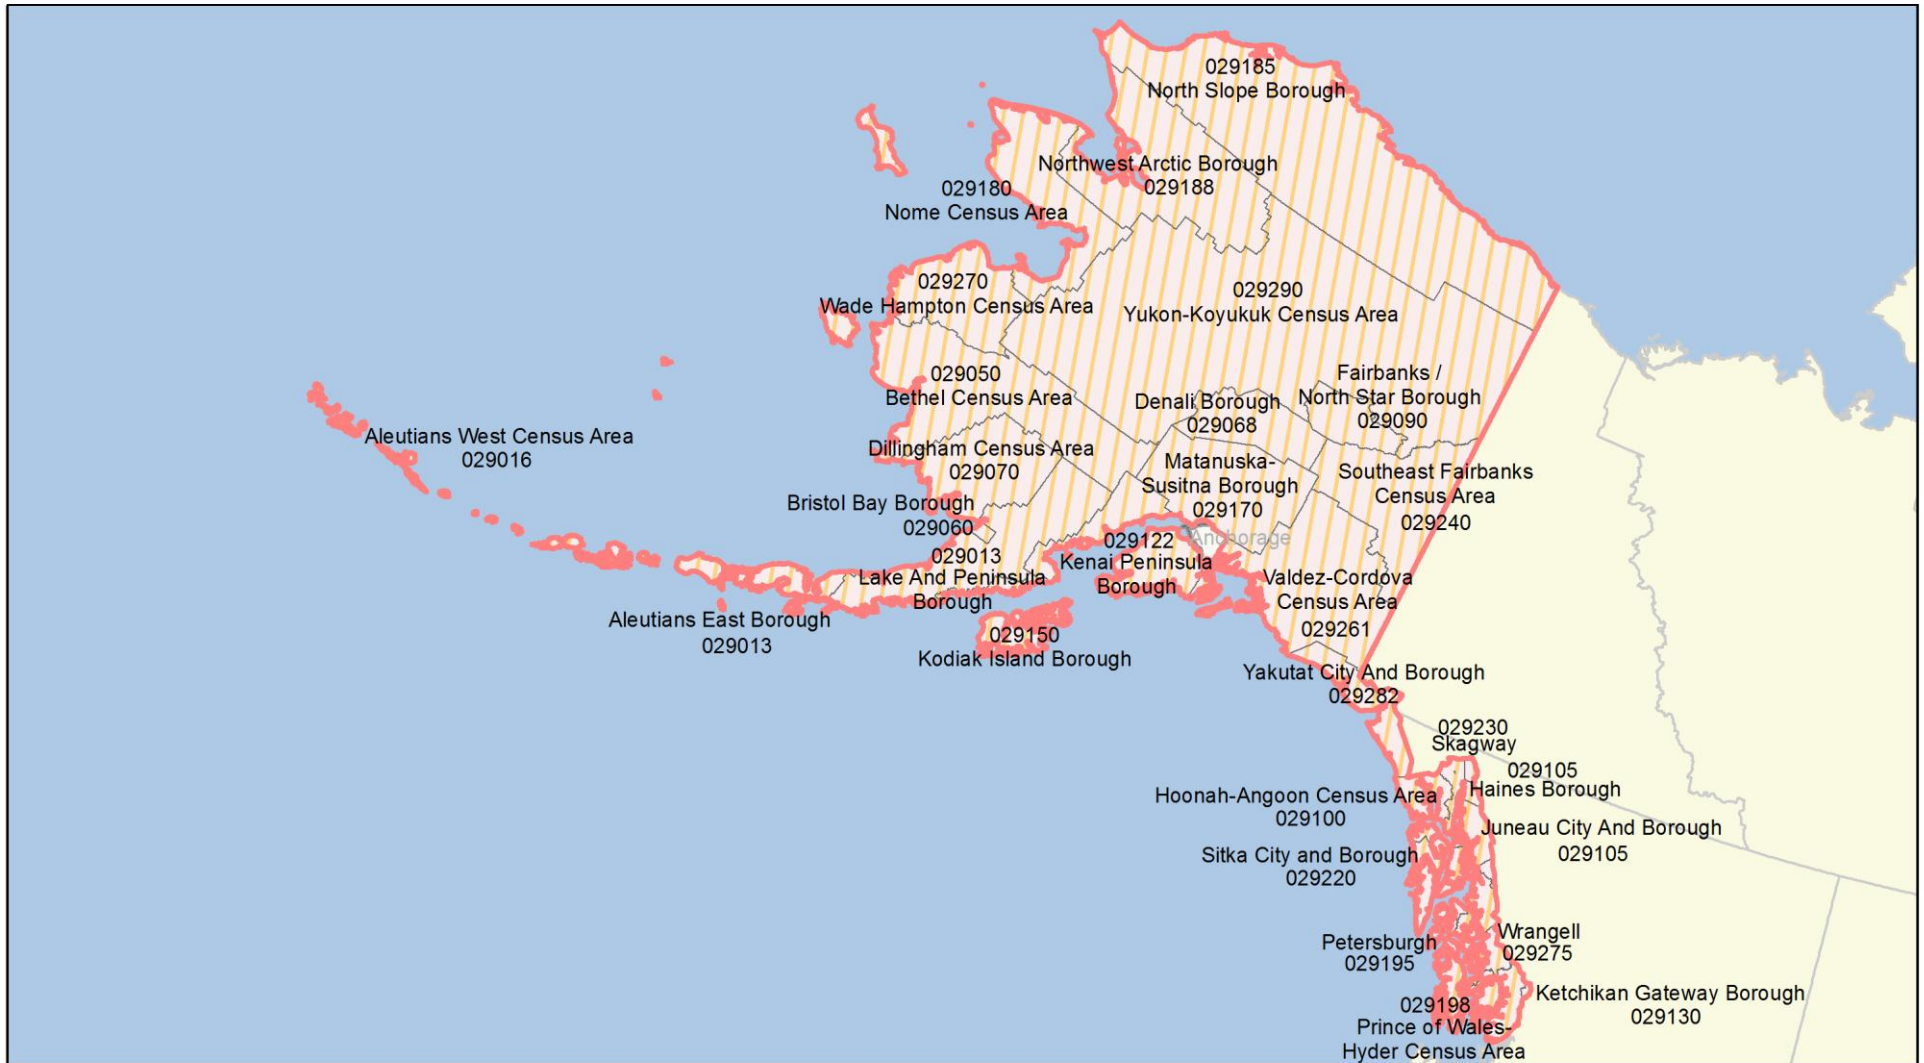 029185
North Slope Borough
Northwest Arctic Borough
029188
029180
Nome Census Area
029270
Wade Hampton Census Area
029290
Yukon-Koyukuk Census Area
029050
Bethel Census Area
Denali Borough
029068
Fairbanks /
North Star Borough
029090
Aleutians West Census Area
029016
Dillingham Census Area
029070
Matanuska-
Susitna Borough
029170
Southeast Fairbanks
Census Area
029240
Bristol Bay Borough
029060
029013
Lake And Peninsula
Borough
029122
Kenai Peninsula
Borough
Anchorage
Valdez-Cordova
Census Area
029261
Aleutians East Borough
029013
029150
Kodiak Island Borough
Yakutat City And Borough
029282
029230
Skagway
029105
Haines Borough
Hoonah-Angoon Census Area
029100
Juneau City And Borough
029105
Sitka City and Borough
029220
Petersburgh
029195
Wrangell
029275
Ketchikan Gateway Borough
029130
029198
Prince of Wales-
Hyder Census Area